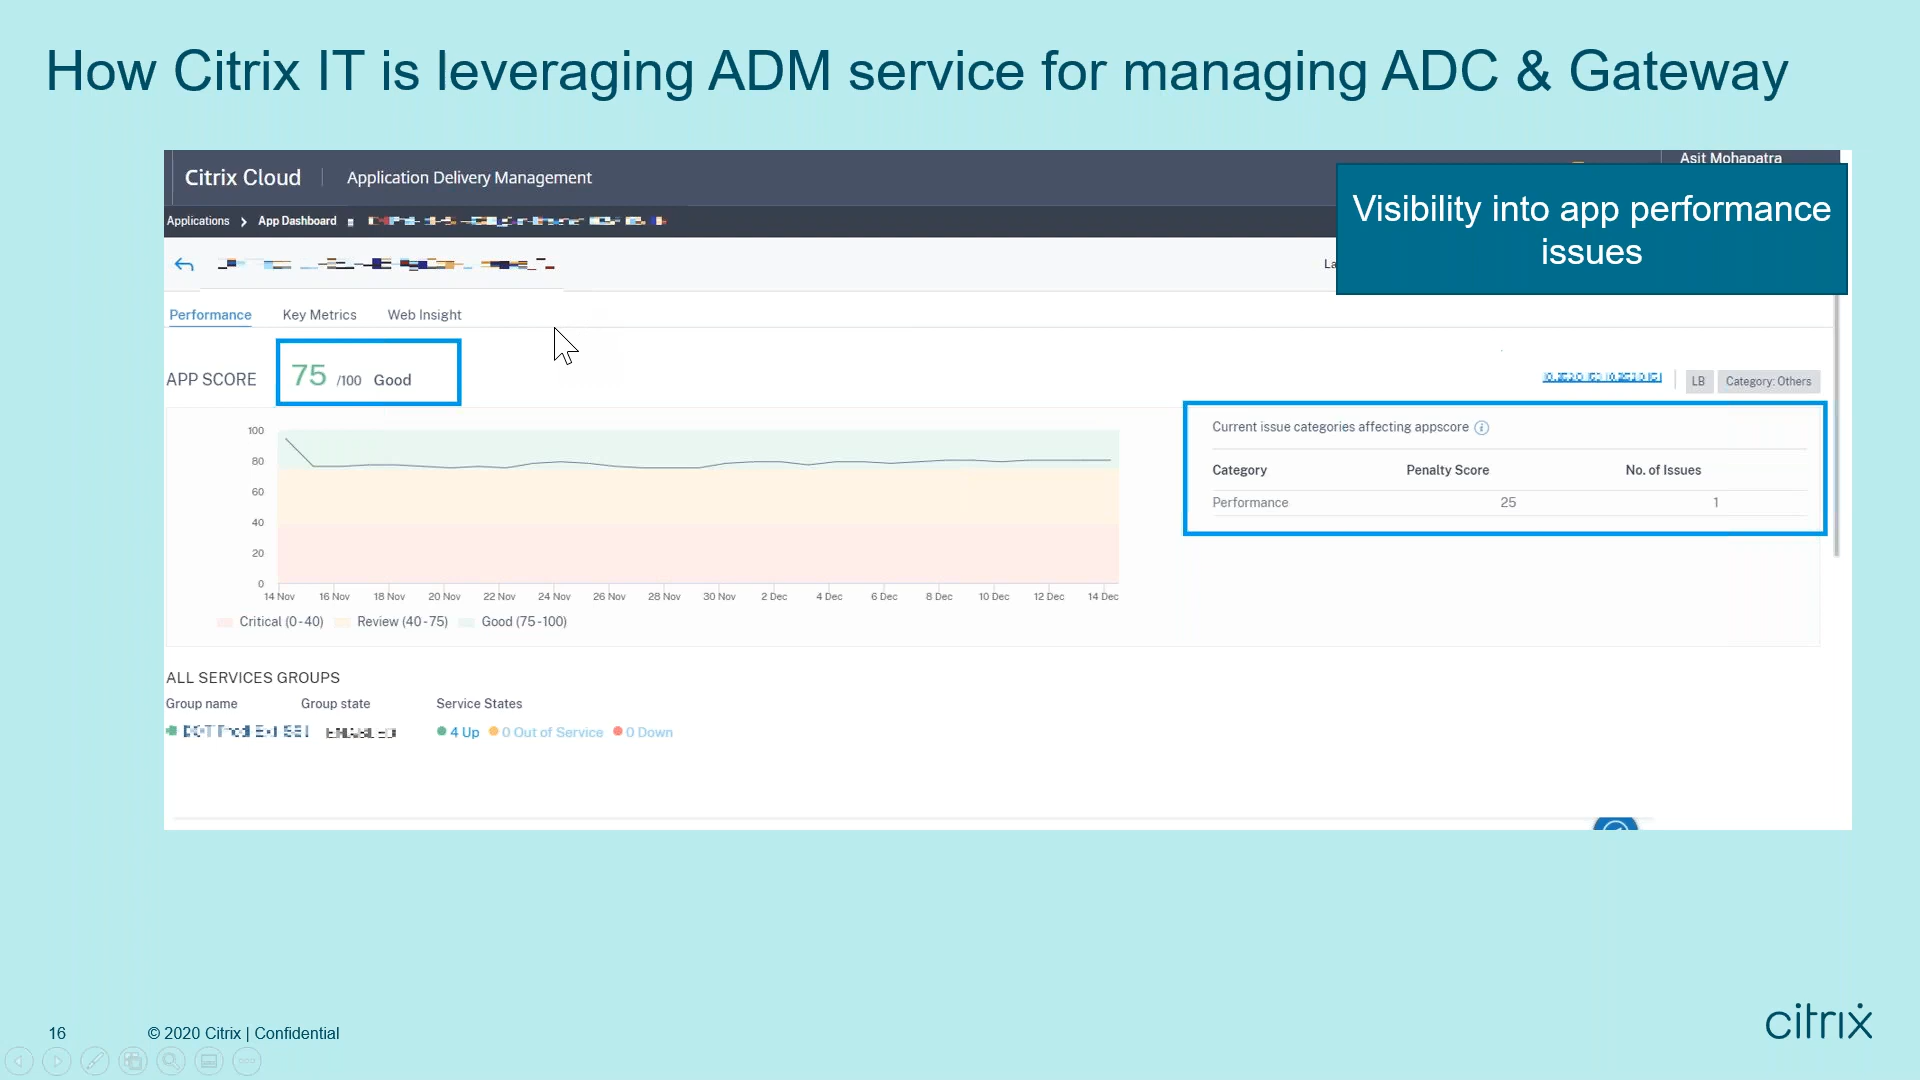 How Citrix IT is leveraging ADM service for managing ADC & Gateway
Citrix Cloud
Application Delivery Management
Asit Mohapatra
Visibility into app performance
issues
Applications
App Dashboard
Performance
Key Metrics
Web Insight
APP SCORE
75 /100 Good
LB
Category: Others
Current issue categories affecting appscore
Category Penalty Score No. of Issues
Performance 25 1
100
80
60
40
20
0
14 Nov 16 Nov 18 Nov 20 Nov 22 Nov 24 Nov 26 Nov 28 Nov 30 Nov 2 Dec 4 Dec 6 Dec 8 Dec 10 Dec 12 Dec 14 Dec
Critical (0-40) Review (40-75) Good (75-100)
ALL SERVICES GROUPS
Group name Group state Service States
4 Up 0 Out of Service 0 Down
16
© 2020 Citrix | Confidential
citrix